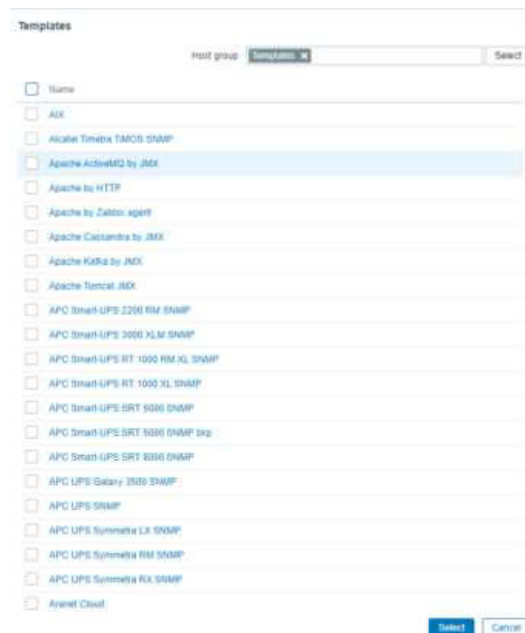 Templates
Host group Templates Select
Name
AIX
Alcatel Timetra TiMOS SNMP
Apache ActiveMQ by JMX
Apache by HTTP
Apache by Zabbix agent
Apache Cassandra by JMX
Apache Kafka by JMX
Apache Tomcat JMX
APC Smart-UPS 2200 RM SNMP
APC Smart-UPS 3000 XLM SNMP
APC Smart-UPS RT 1000 RM XL SNMP
APC Smart-UPS RT 1000 XL SNMP
APC Smart-UPS SRT 5000 SNMP
APC Smart-UPS SRT 5000 SNMP bkp
APC Smart-UPS SRT 8000 SNMP
APC UPS Galaxy 3500 SNMP
APC UPS SNMP
APC UPS Symmetra LX SNMP
APC UPS Symmetra RM SNMP
APC UPS Symmetra RX SNMP
Aranet Cloud
Select Cancel